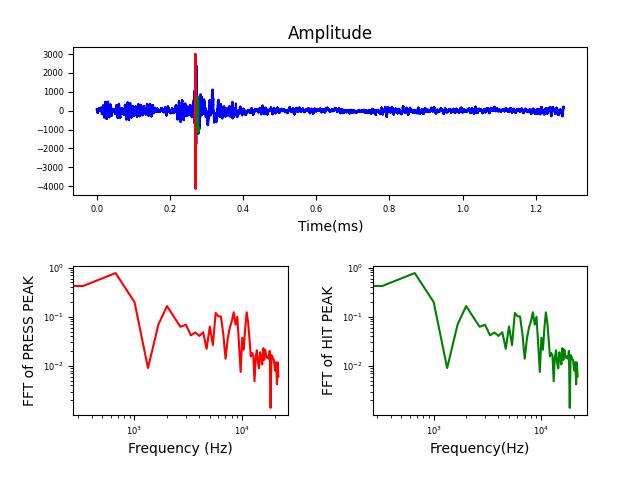 Amplitude
3000
2000
1000
0
−1000
−2000
−3000
−4000
0.0 0.2 0.4 0.6 0.8 1.0 1.2
Time(ms)
FFT of PRESS PEAK
10⁰
10⁻¹
10⁻²
10³ 10⁴
Frequency (Hz)
FFT of HIT PEAK
10⁰
10⁻¹
10⁻²
10³ 10⁴
Frequency(Hz)